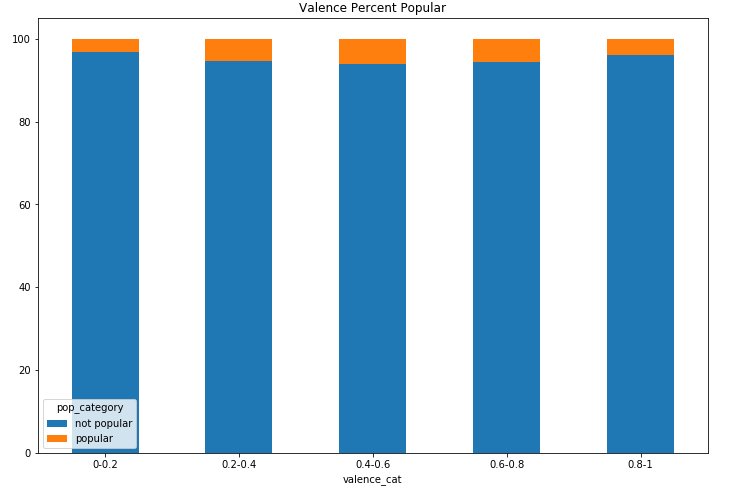 Valence Percent Popular
100
80
60
40
20
0
pop_category
not popular
popular
0-0.2 0.2-0.4 0.4-0.6 0.6-0.8 0.8-1
valence_cat